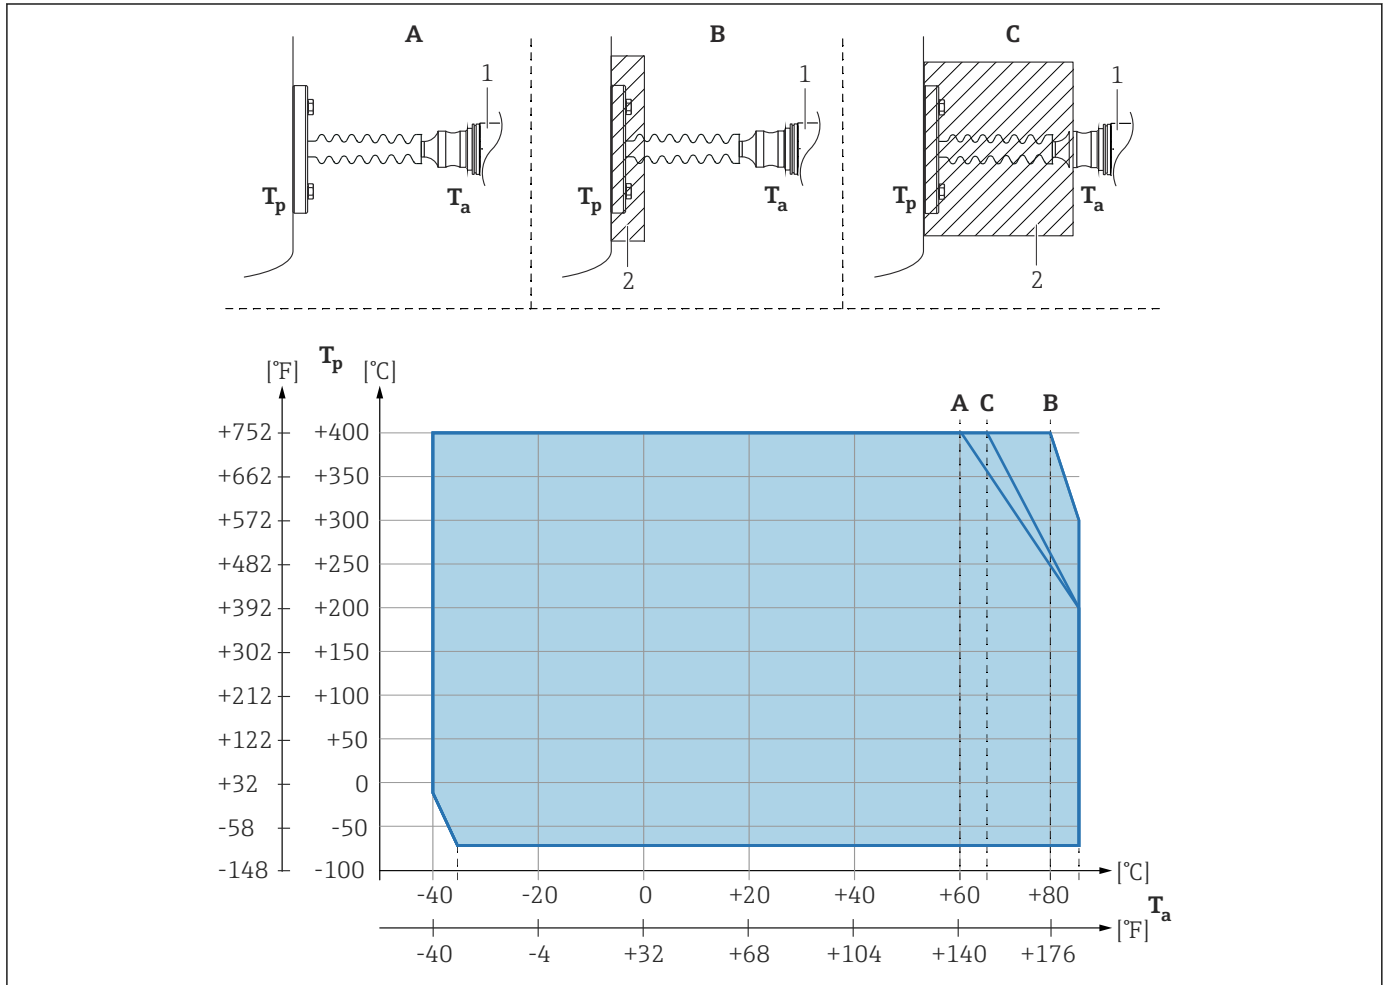 A B C
1 1 1
Tp Ta Tp Ta Tp Ta
2 2
Tp
[°F] [°C]
A C B
+752 +400
+662 +350
+572 +300
+482 +250
+392 +200
+302 +150
+212 +100
+122 +50
+32 0
-58 -50
-148 -100
[°C]
-40 -20 0 +20 +40 +60 +80
Ta
[°F]
-40 -4 +32 +68 +104 +140 +176